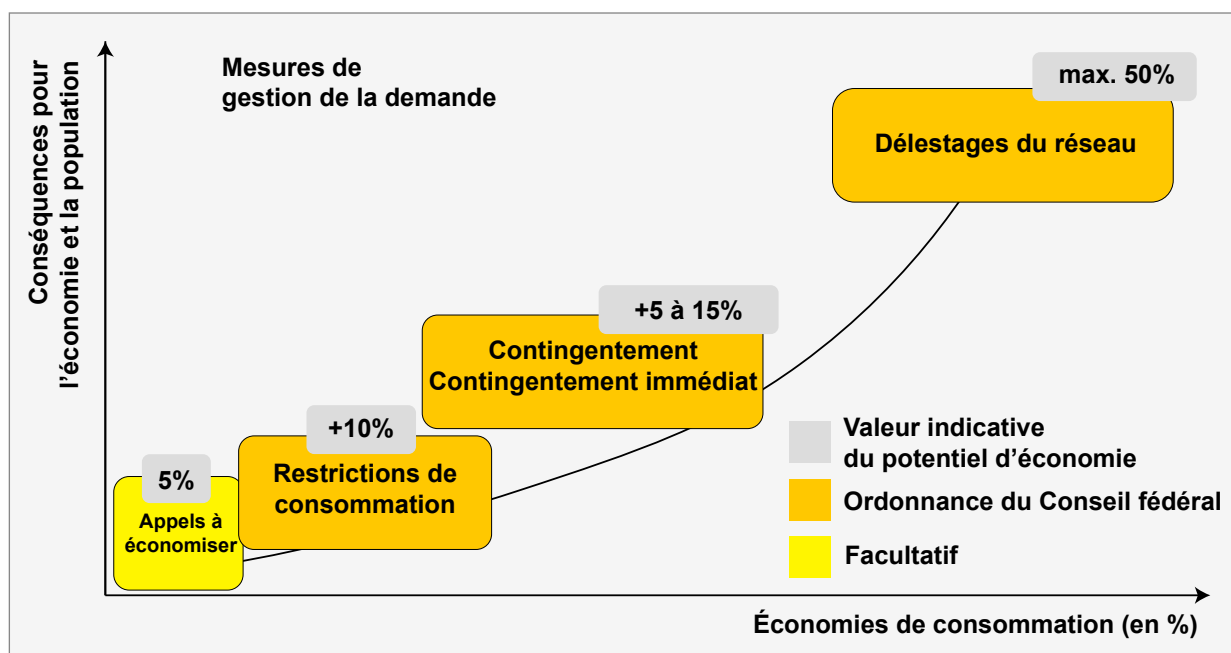 Conséquences pour
l’économie et la population
Mesures de
gestion de la demande
max. 50%
Délestages du réseau
+5 à 15%
Contingentement
Contingentement immédiat
+10%
Restrictions de
consommation
5%
Appels à
économiser
Valeur indicative
du potentiel d’économie
Ordonnance du Conseil fédéral
Facultatif
Économies de consommation (en %)